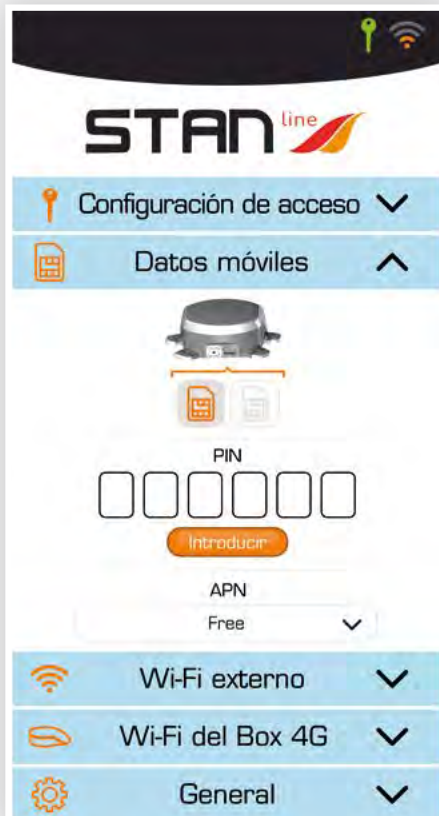 STAN line
Configuración de acceso
Datos móviles
PIN
Introducir
APN
Free
Wi-Fi externo
Wi-Fi del Box 4G
General